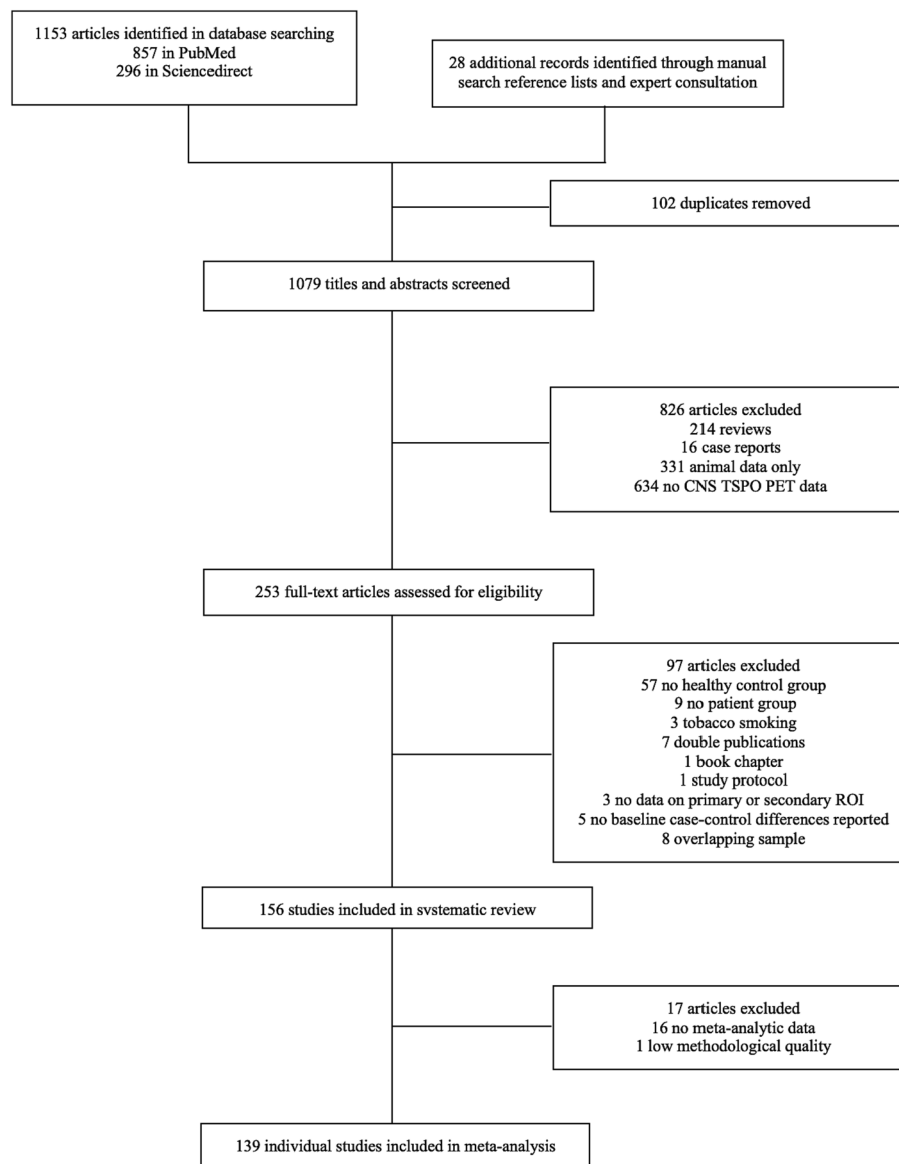 1153 articles identified in database searching
857 in PubMed
296 in Sciencedirect
28 additional records identified through manual
search reference lists and expert consultation
102 duplicates removed
1079 titles and abstracts screened
826 articles excluded
214 reviews
16 case reports
331 animal data only
634 no CNS TSPO PET data
253 full-text articles assessed for eligibility
97 articles excluded
57 no healthy control group
9 no patient group
3 tobacco smoking
7 double publications
1 book chapter
1 study protocol
3 no data on primary or secondary ROI
5 no baseline case-control differences reported
8 overlapping sample
156 studies included in svstematic review
17 articles excluded
16 no meta-analytic data
1 low methodological quality
139 individual studies included in meta-analysis